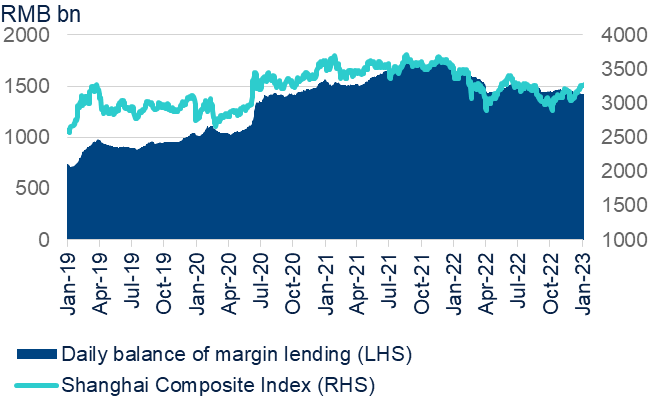 RMB bn
2000 4000
3500
1500 3000
1000 2500
2000
500 1500
0 1000
Jan-19 Apr-19 Jul-19 Oct-19 Jan-20 Apr-20 Jul-20 Oct-20 Jan-21 Apr-21 Jul-21 Oct-21 Jan-22 Apr-22 Jul-22 Oct-22 Jan-23
Daily balance of margin lending (LHS)
Shanghai Composite Index (RHS)